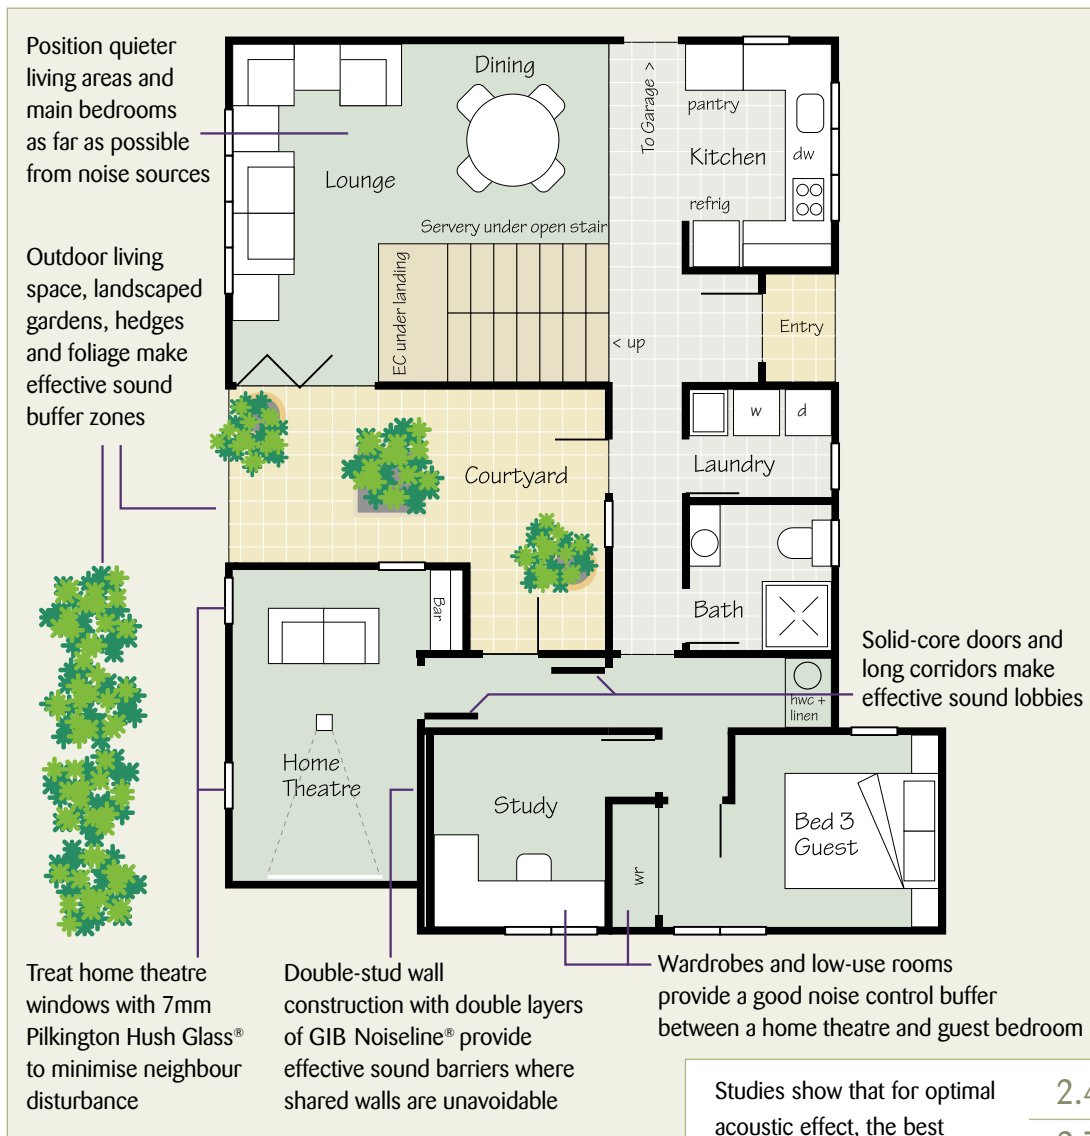 Position quieter
living areas and
main bedrooms
as far as possible
from noise sources
Outdoor living
space, landscaped
gardens, hedges
and foliage make
effective sound
buffer zones
Dining
Lounge
To Garage >
pantry
Kitchen
dw
refrig
Servery under open stair
EC under landing
< up
Entry
w
d
Laundry
Courtyard
Bath
Bar
Solid-core doors and
long corridors make
effective sound lobbies
hwc +
linen
Home
Theatre
Study
wr
Bed 3
Guest
Treat home theatre
windows with 7mm
Pilkington Hush Glass®
to minimise neighbour
disturbance
Double-stud wall
construction with double layers
of GIB Noiseline® provide
effective sound barriers where
shared walls are unavoidable
Wardrobes and low-use rooms
provide a good noise control buffer
between a home theatre and guest bedroom
Studies show that for optimal
acoustic effect, the best
2.4